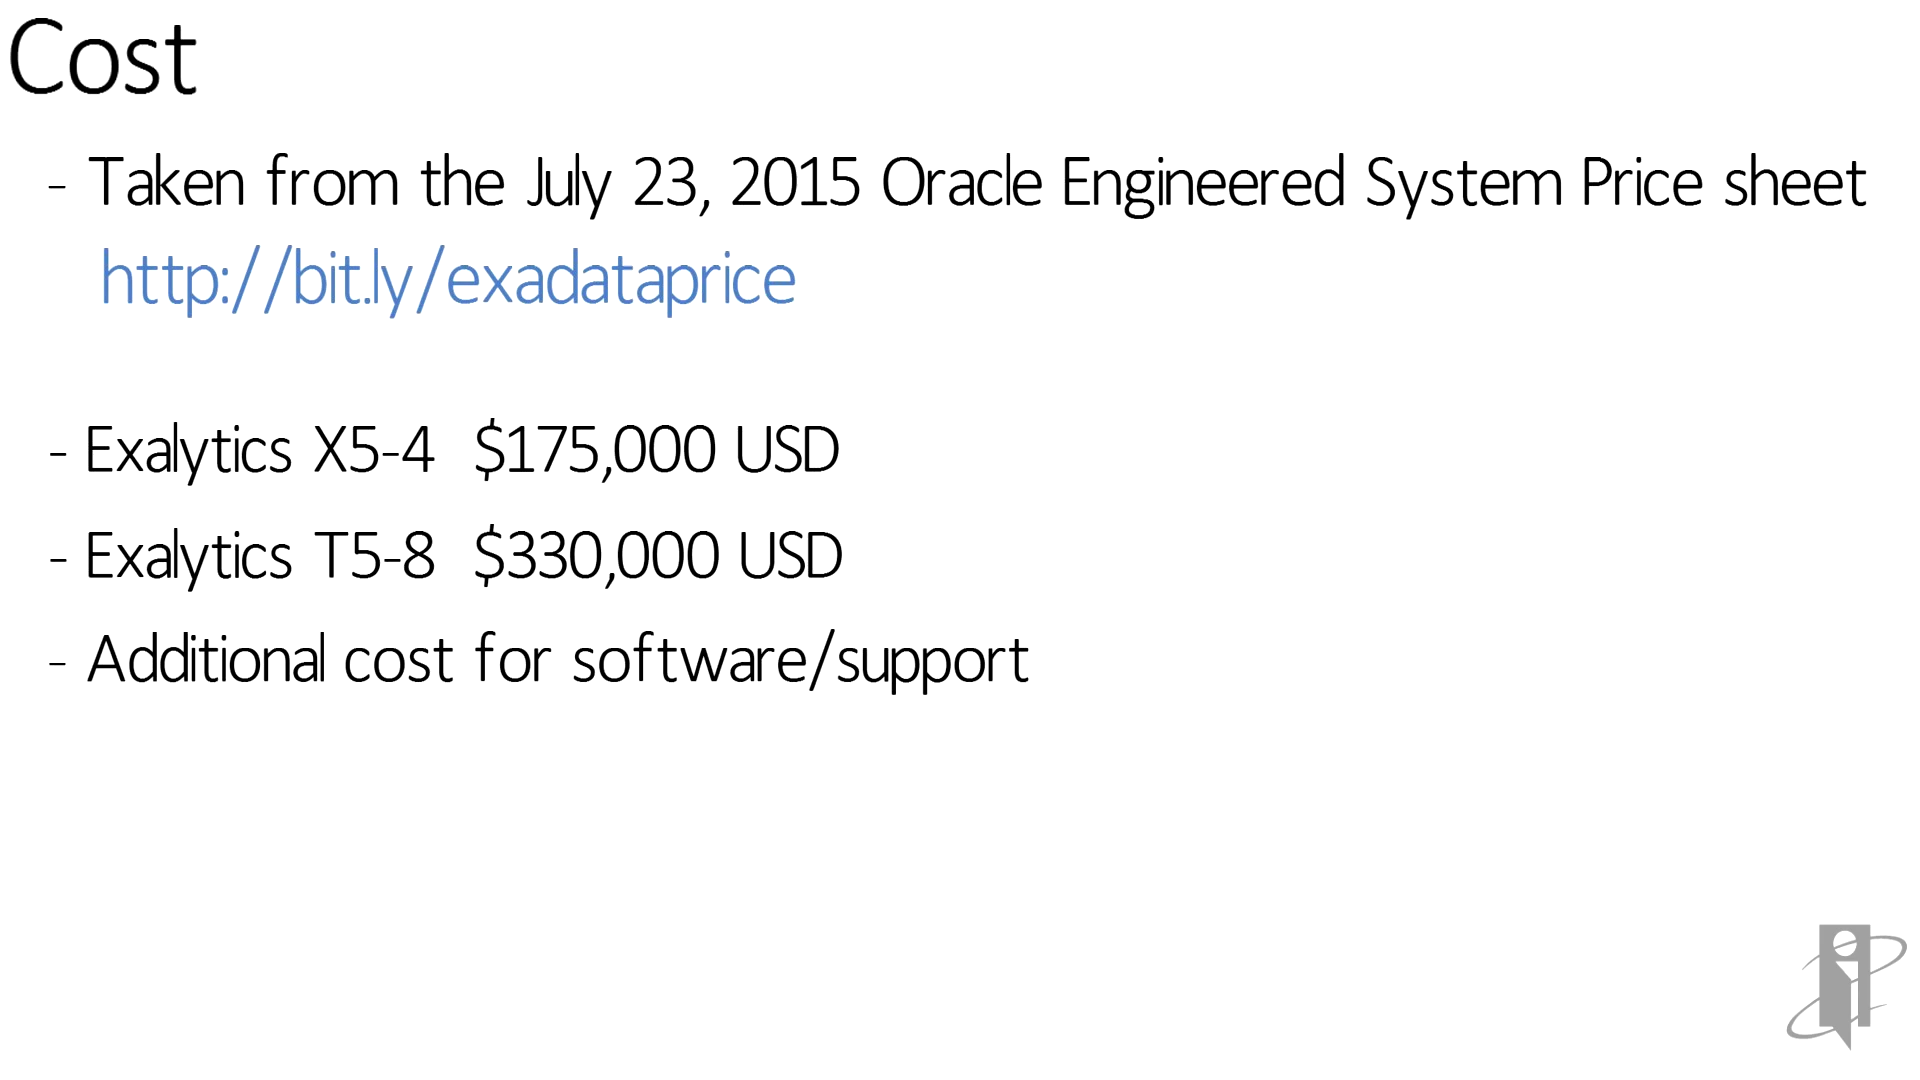 Cost
- Taken from the July 23, 2015 Oracle Engineered System Price sheet
http://bit.ly/exadataprice
- Exalytics X5-4 $175,000 USD
- Exalytics T5-8 $330,000 USD
- Additional cost for software/support